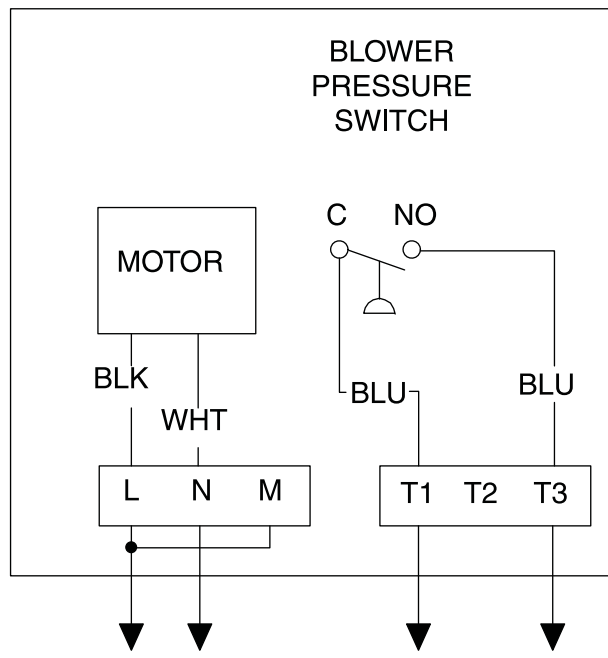 BLOWER
PRESSURE
SWITCH
C NO
MOTOR
BLK
BLU
BLU
WHT
L N M
T1 T2 T3